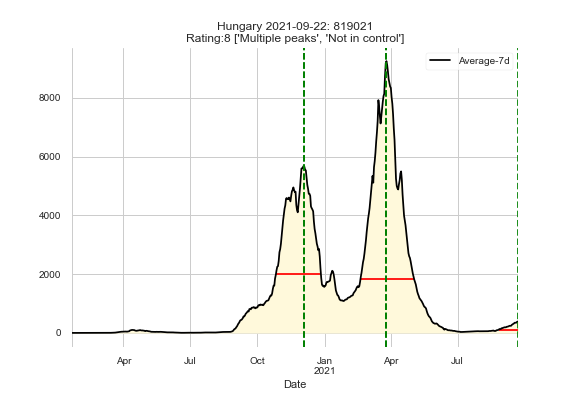 Hungary 2021-09-22: 819021
Rating:8 ['Multiple peaks', 'Not in control']
Average-7d
8000
6000
4000
2000
0
Apr
Jul
Oct
Jan
2021
Apr
Jul
Date